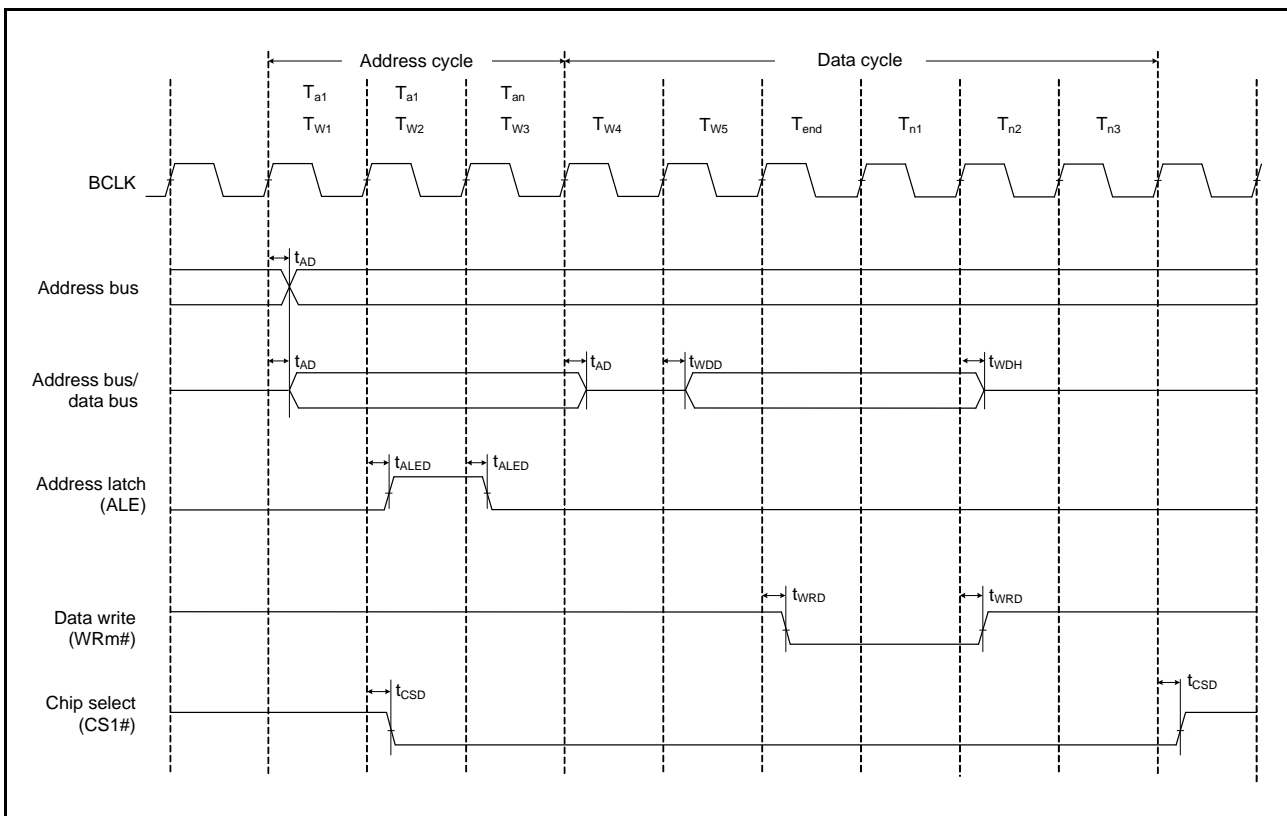 Address cycle Data cycle
Ta1 Ta1 Tan
TW1 TW2 TW3 TW4 TW5 Tend Tn1 Tn2 Tn3
BCLK
tAD
Address bus
tAD tAD tWDD tWDH
Address bus/
data bus
tALED tALED
Address latch
(ALE)
tWRD tWRD
Data write
(WRm#)
tCSD tCSD
Chip select
(CS1#)